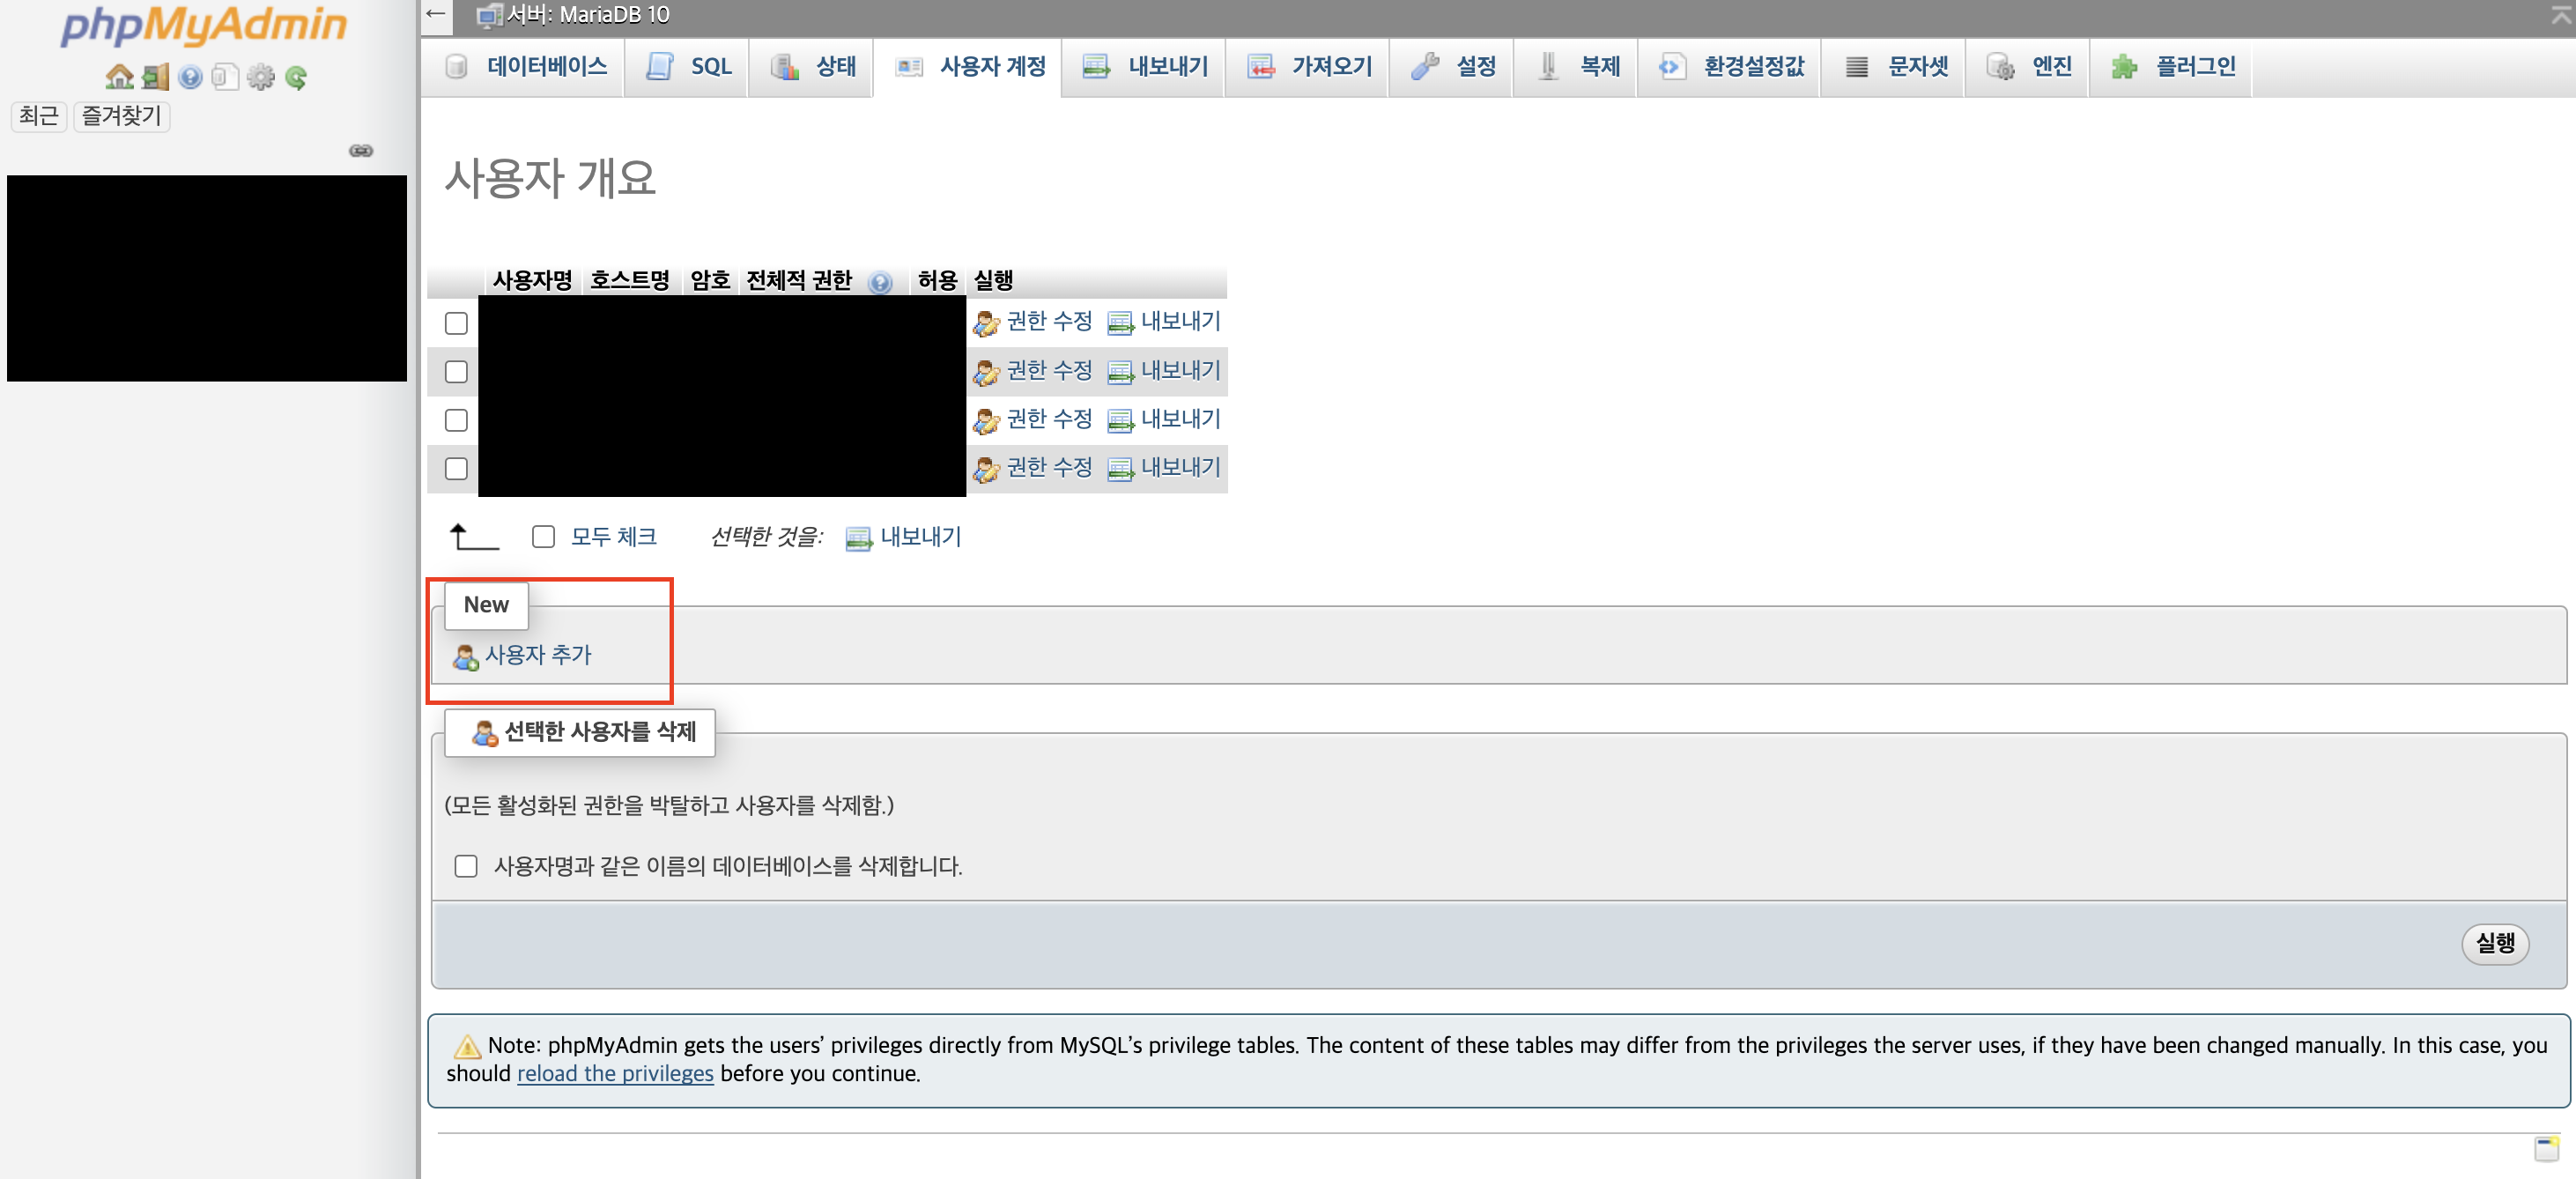 phpMyAdmin
최근 즐겨찾기
서버: MariaDB 10
데이터베이스 SQL 상태 사용자 계정 내보내기 가져오기 설정 복제 환경설정값 문자셋 엔진 플러그인
사용자 개요
사용자명 호스트명 암호 전체적 권한 허용 실행
권한 수정 내보내기
권한 수정 내보내기
권한 수정 내보내기
권한 수정 내보내기
모두 체크 선택한 것을: 내보내기
New
사용자 추가
선택한 사용자를 삭제
(모든 활성화된 권한을 박탈하고 사용자를 삭제함.)
사용자명과 같은 이름의 데이터베이스를 삭제합니다.
실행
Note: phpMyAdmin gets the users’ privileges directly from MySQL’s privilege tables. The content of these tables may differ from the privileges the server uses, if they have been changed manually. In this case, you
should reload the privileges before you continue.